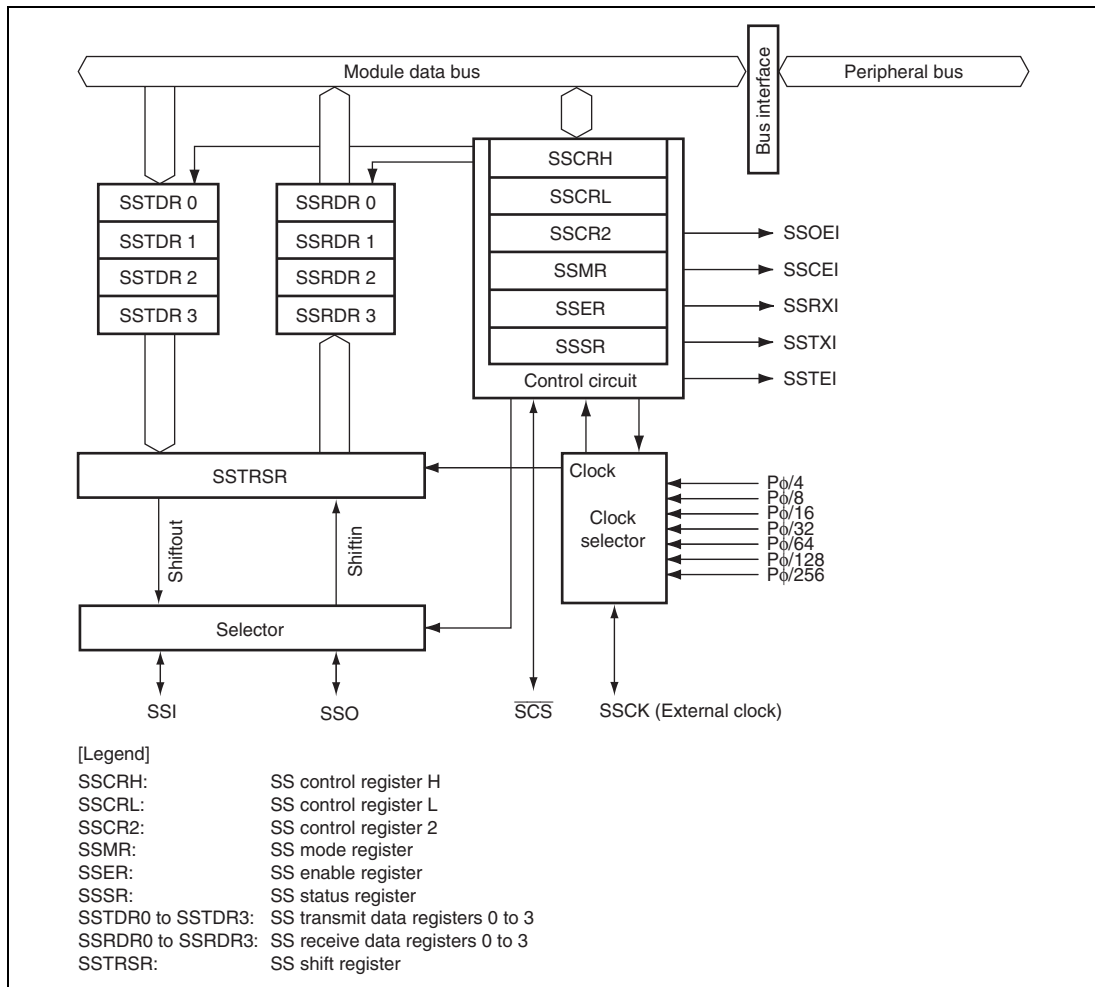 Module data bus
Bus interface
Peripheral bus
SSTDR 0
SSTDR 1
SSTDR 2
SSTDR 3
SSRDR 0
SSRDR 1
SSRDR 2
SSRDR 3
SSCRH
SSCRL
SSCR2
SSMR
SSER
SSSR
Control circuit
SSOEI
SSCEI
SSRXI
SSTXI
SSTEI
SSTRSR
Clock
Clock
selector
Pϕ/4
Pϕ/8
Pϕ/16
Pϕ/32
Pϕ/64
Pϕ/128
Pϕ/256
Shiftout
Shiftin
Selector
SSI
SSO
S̅C̅S̅
SSCK (External clock)
[Legend]
SSCRH: SS control register H
SSCRL: SS control register L
SSCR2: SS control register 2
SSMR: SS mode register
SSER: SS enable register
SSSR: SS status register
SSTDR0 to SSTDR3: SS transmit data registers 0 to 3
SSRDR0 to SSRDR3: SS receive data registers 0 to 3
SSTRSR: SS shift register